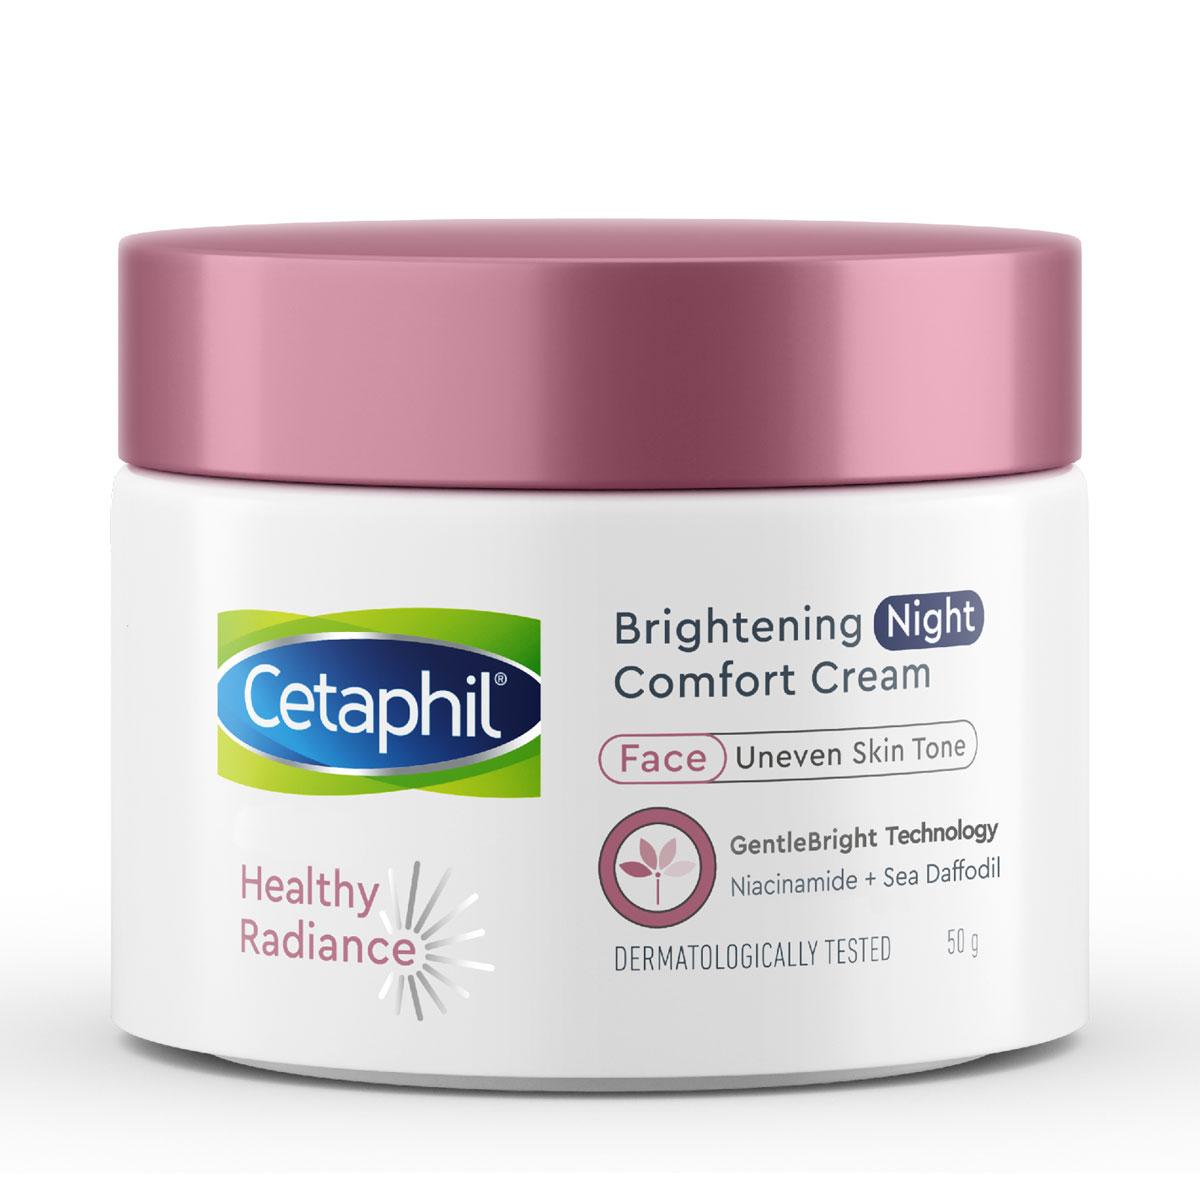 Cetaphil®
Healthy
Radiance
Brightening Night
Comfort Cream
Face Uneven Skin Tone
GentleBright Technology
Niacinamide + Sea Daffodil
DERMATOLOGICALLY TESTED 50 g